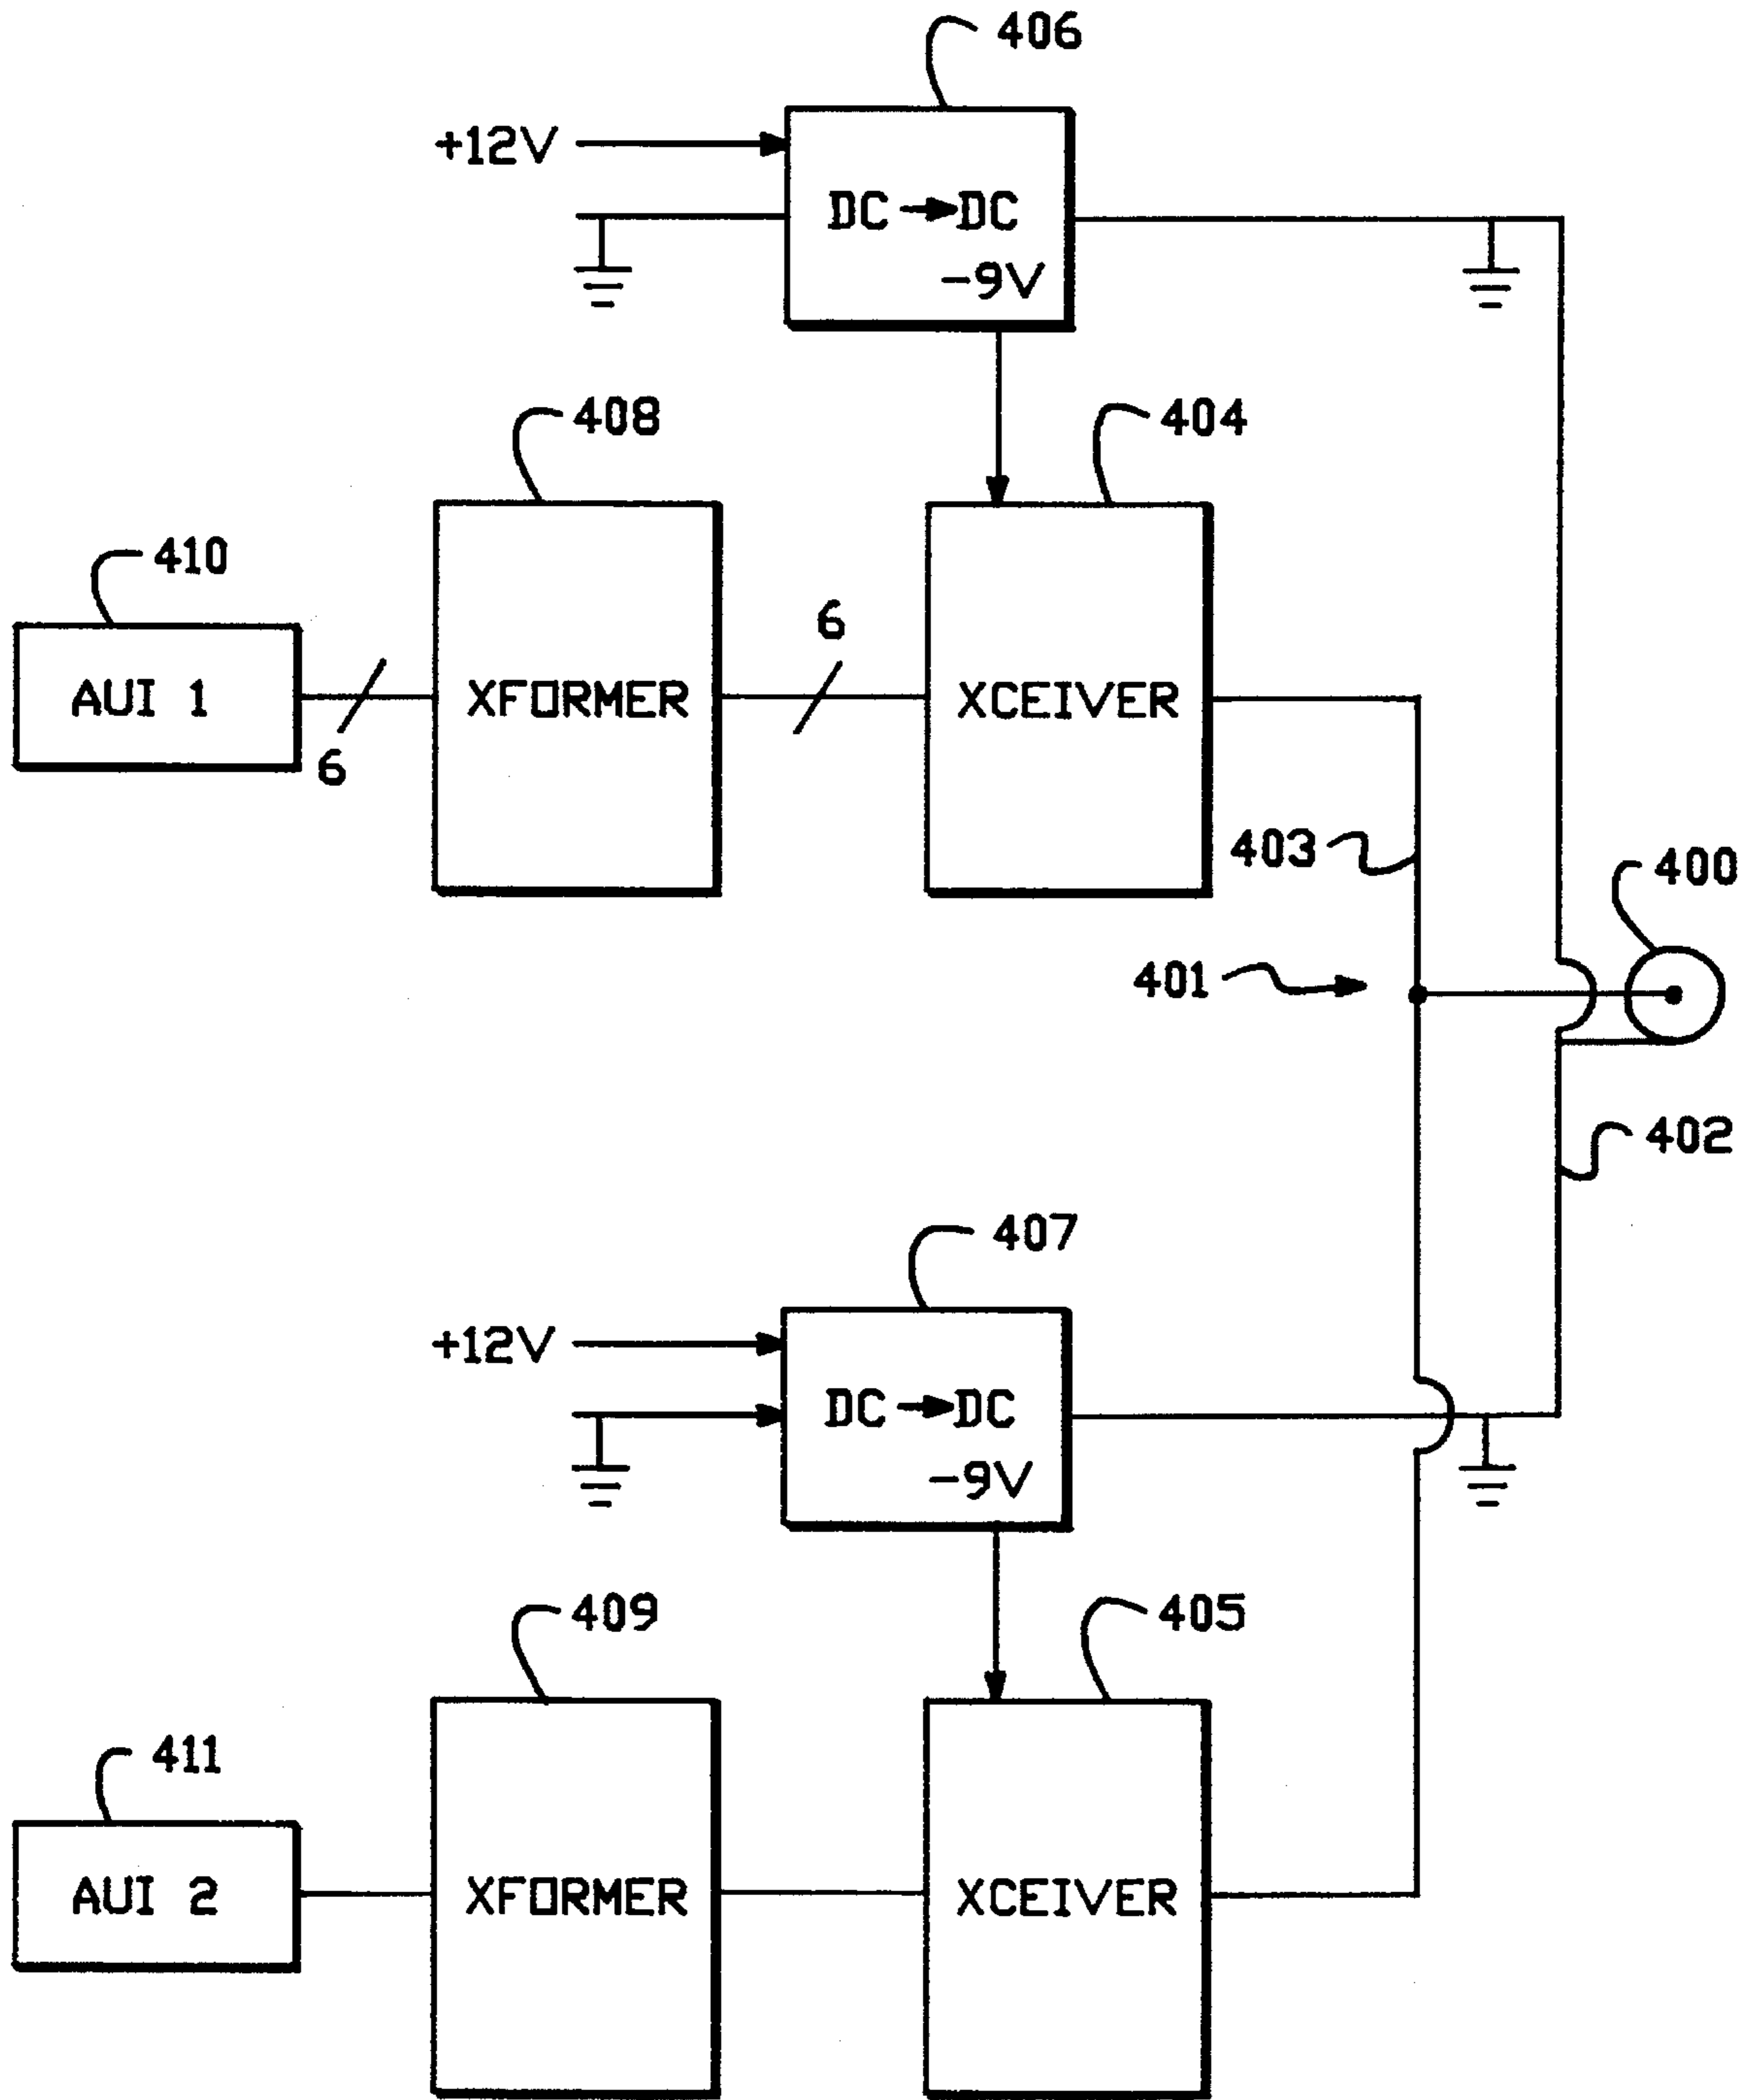 406
+12V
DC DC
-9V
408
404
410
6
AUI 1
XFORMER
XCEIVER
6
403
400
401
402
407
+12V
DC DC
-9V
409
405
411
AUI 2
XFORMER
XCEIVER